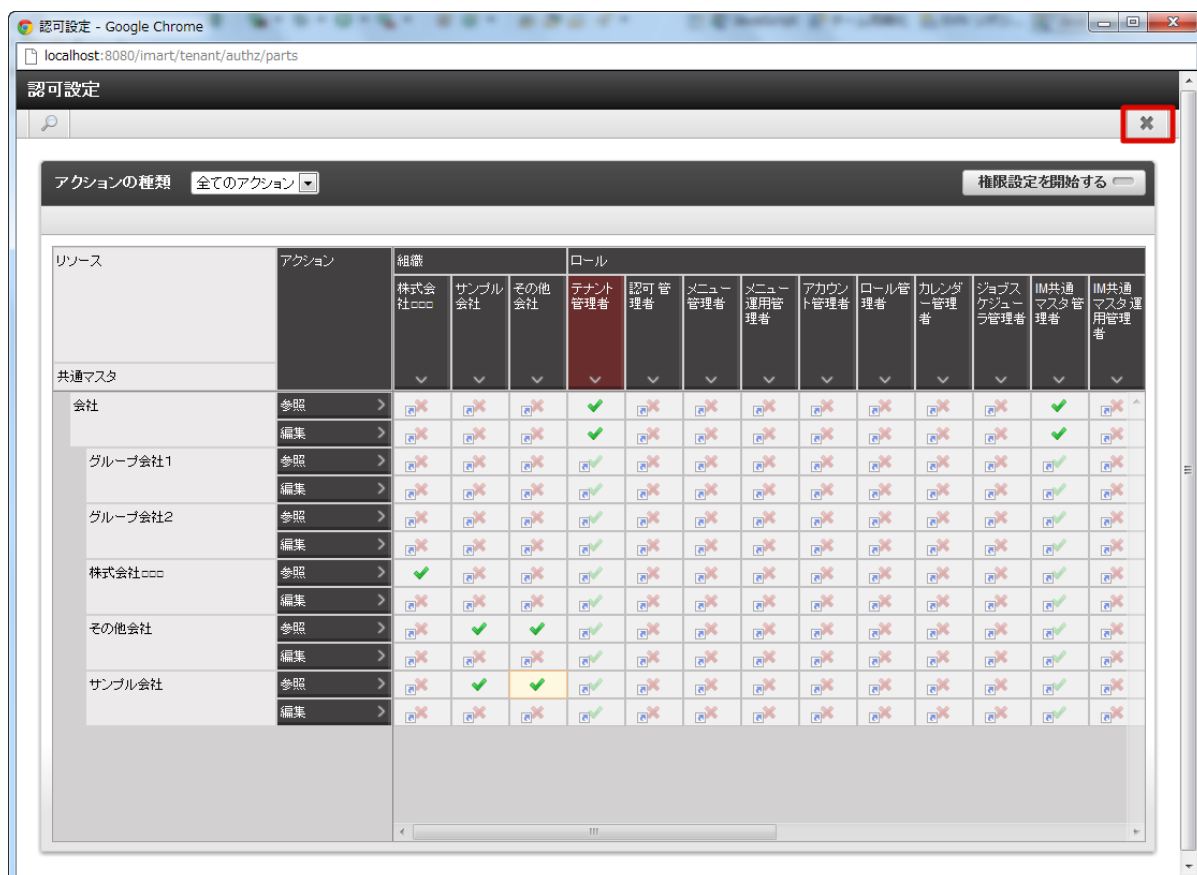 認可設定 - Google Chrome
localhost:8080/imart/tenant/authz/parts
認可設定
アクションの種類 全てのアクション 権限設定を開始する
リソース アクション 組織 ロール
株式会社□□□ サンプル会社 その他会社 テナント管理者 認可管理者 メニュー管理者 メニュー運用管理者 アカウント管理者 ロール管理者 カレンダー管理者 ジョブスケジューラ管理者 IM共通マスタ管理者 IM共通マスタ運用管理者
共通マスタ
会社 参照
編集
グループ会社1 参照
編集
グループ会社2 参照
編集
株式会社□□□ 参照
編集
その他会社 参照
編集
サンプル会社 参照
編集